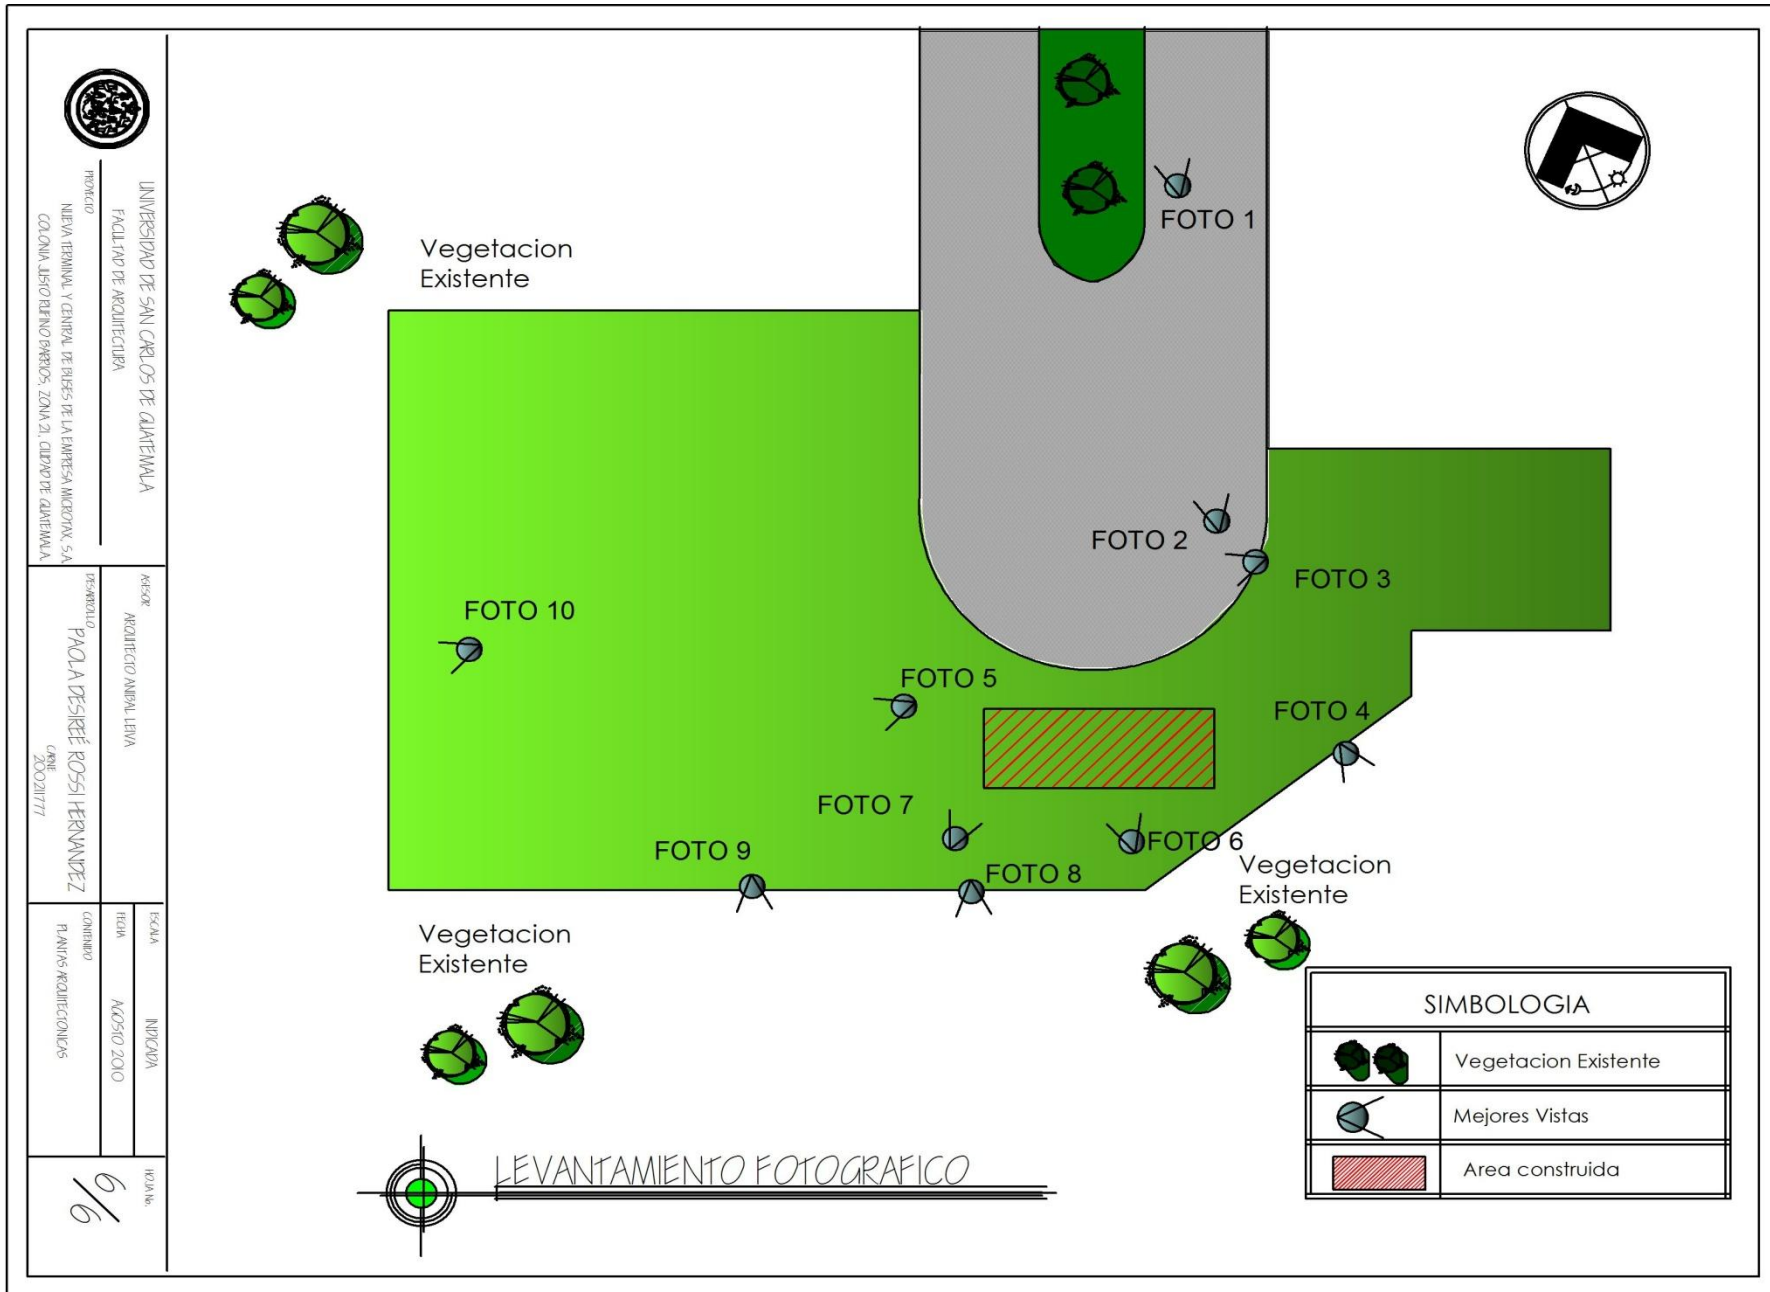 UNIVERSIDAD DE SAN CARLOS DE GUATEMALA
FACULTAD DE ARQUITECTURA
PROYECTO
NUEVA TERMINAL Y CENTRAL DE BUSES DE LA EMPRESA MICROTAX, S.A
COLONIA JUSTO RUFINO BARRIOS, ZONA 21, CIUDAD DE GUATEMALA
ASESOR
ARQUITECTO ANIBAL LEIVA
DESARROLLO
PAOLA DESIREÉ ROSSI HERNANDEZ
CARNE
200211777
ESCALA INDICADA
FECHA AGOSTO 2010
CONTENIDO
PLANTAS ARQUITECTONICAS
HOJA No.
6/6
FOTO 1
Vegetacion
Existente
FOTO 2
FOTO 3
FOTO 10
FOTO 5
FOTO 4
FOTO 7
FOTO 6
FOTO 9
FOTO 8
Vegetacion
Existente
Vegetacion
Existente
LEVANTAMIENTO FOTOGRAFICO
SIMBOLOGIA
Vegetacion Existente
Mejores Vistas
Area construida